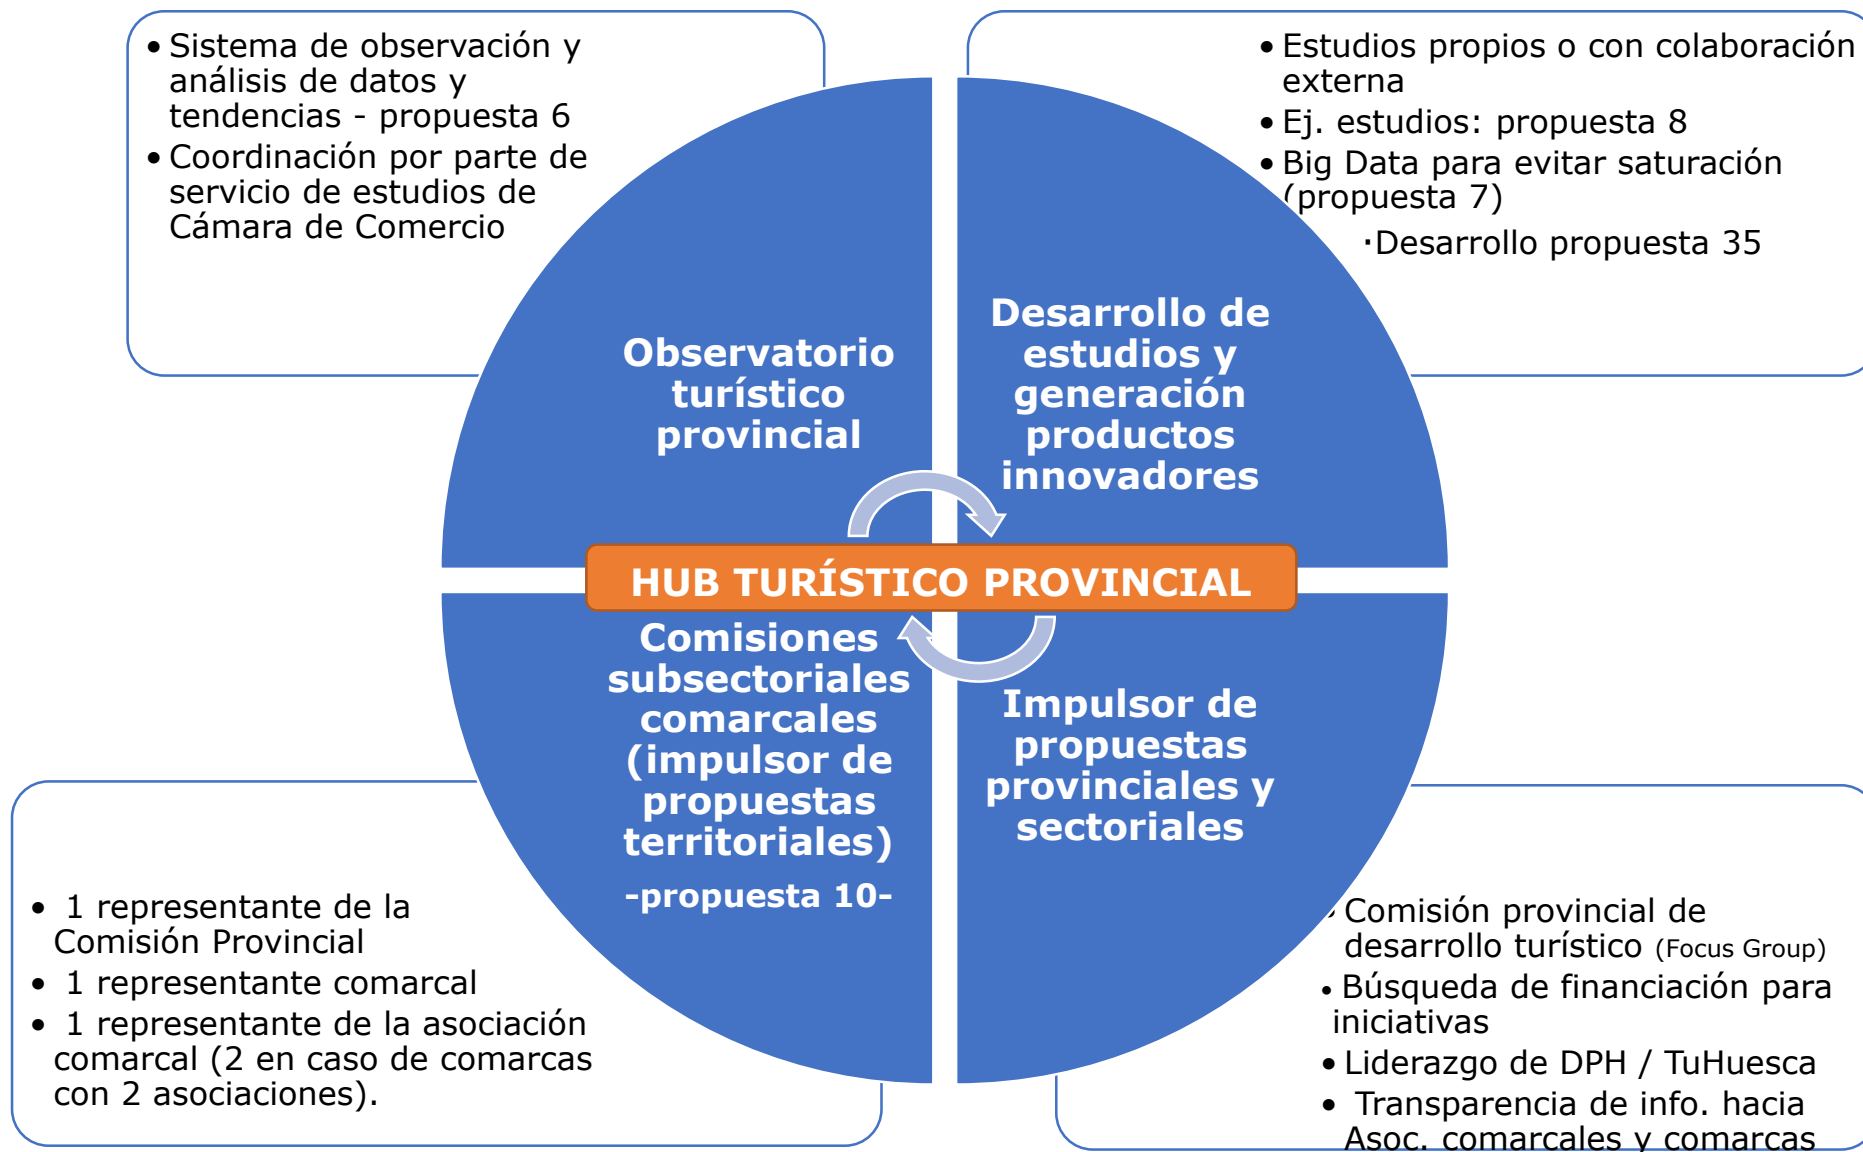 • Sistema de observación y
análisis de datos y
tendencias - propuesta 6
• Coordinación por parte de
servicio de estudios de
Cámara de Comercio
• Estudios propios o con colaboración
externa
• Ej. estudios: propuesta 8
• Big Data para evitar saturación
(propuesta 7)
·Desarrollo propuesta 35
Observatorio
turístico
provincial
Desarrollo de
estudios y
generación
productos
innovadores
HUB TURÍSTICO PROVINCIAL
Comisiones
subsectoriales
comarcales
(impulsor de
propuestas
territoriales)
-propuesta 10-
Impulsor de
propuestas
provinciales y
sectoriales
• 1 representante de la
Comisión Provincial
• 1 representante comarcal
• 1 representante de la asociación
comarcal (2 en caso de comarcas
con 2 asociaciones).
• Comisión provincial de
desarrollo turístico (Focus Group)
• Búsqueda de financiación para
iniciativas
• Liderazgo de DPH / TuHuesca
• Transparencia de info. hacia
Asoc. comarcales y comarcas